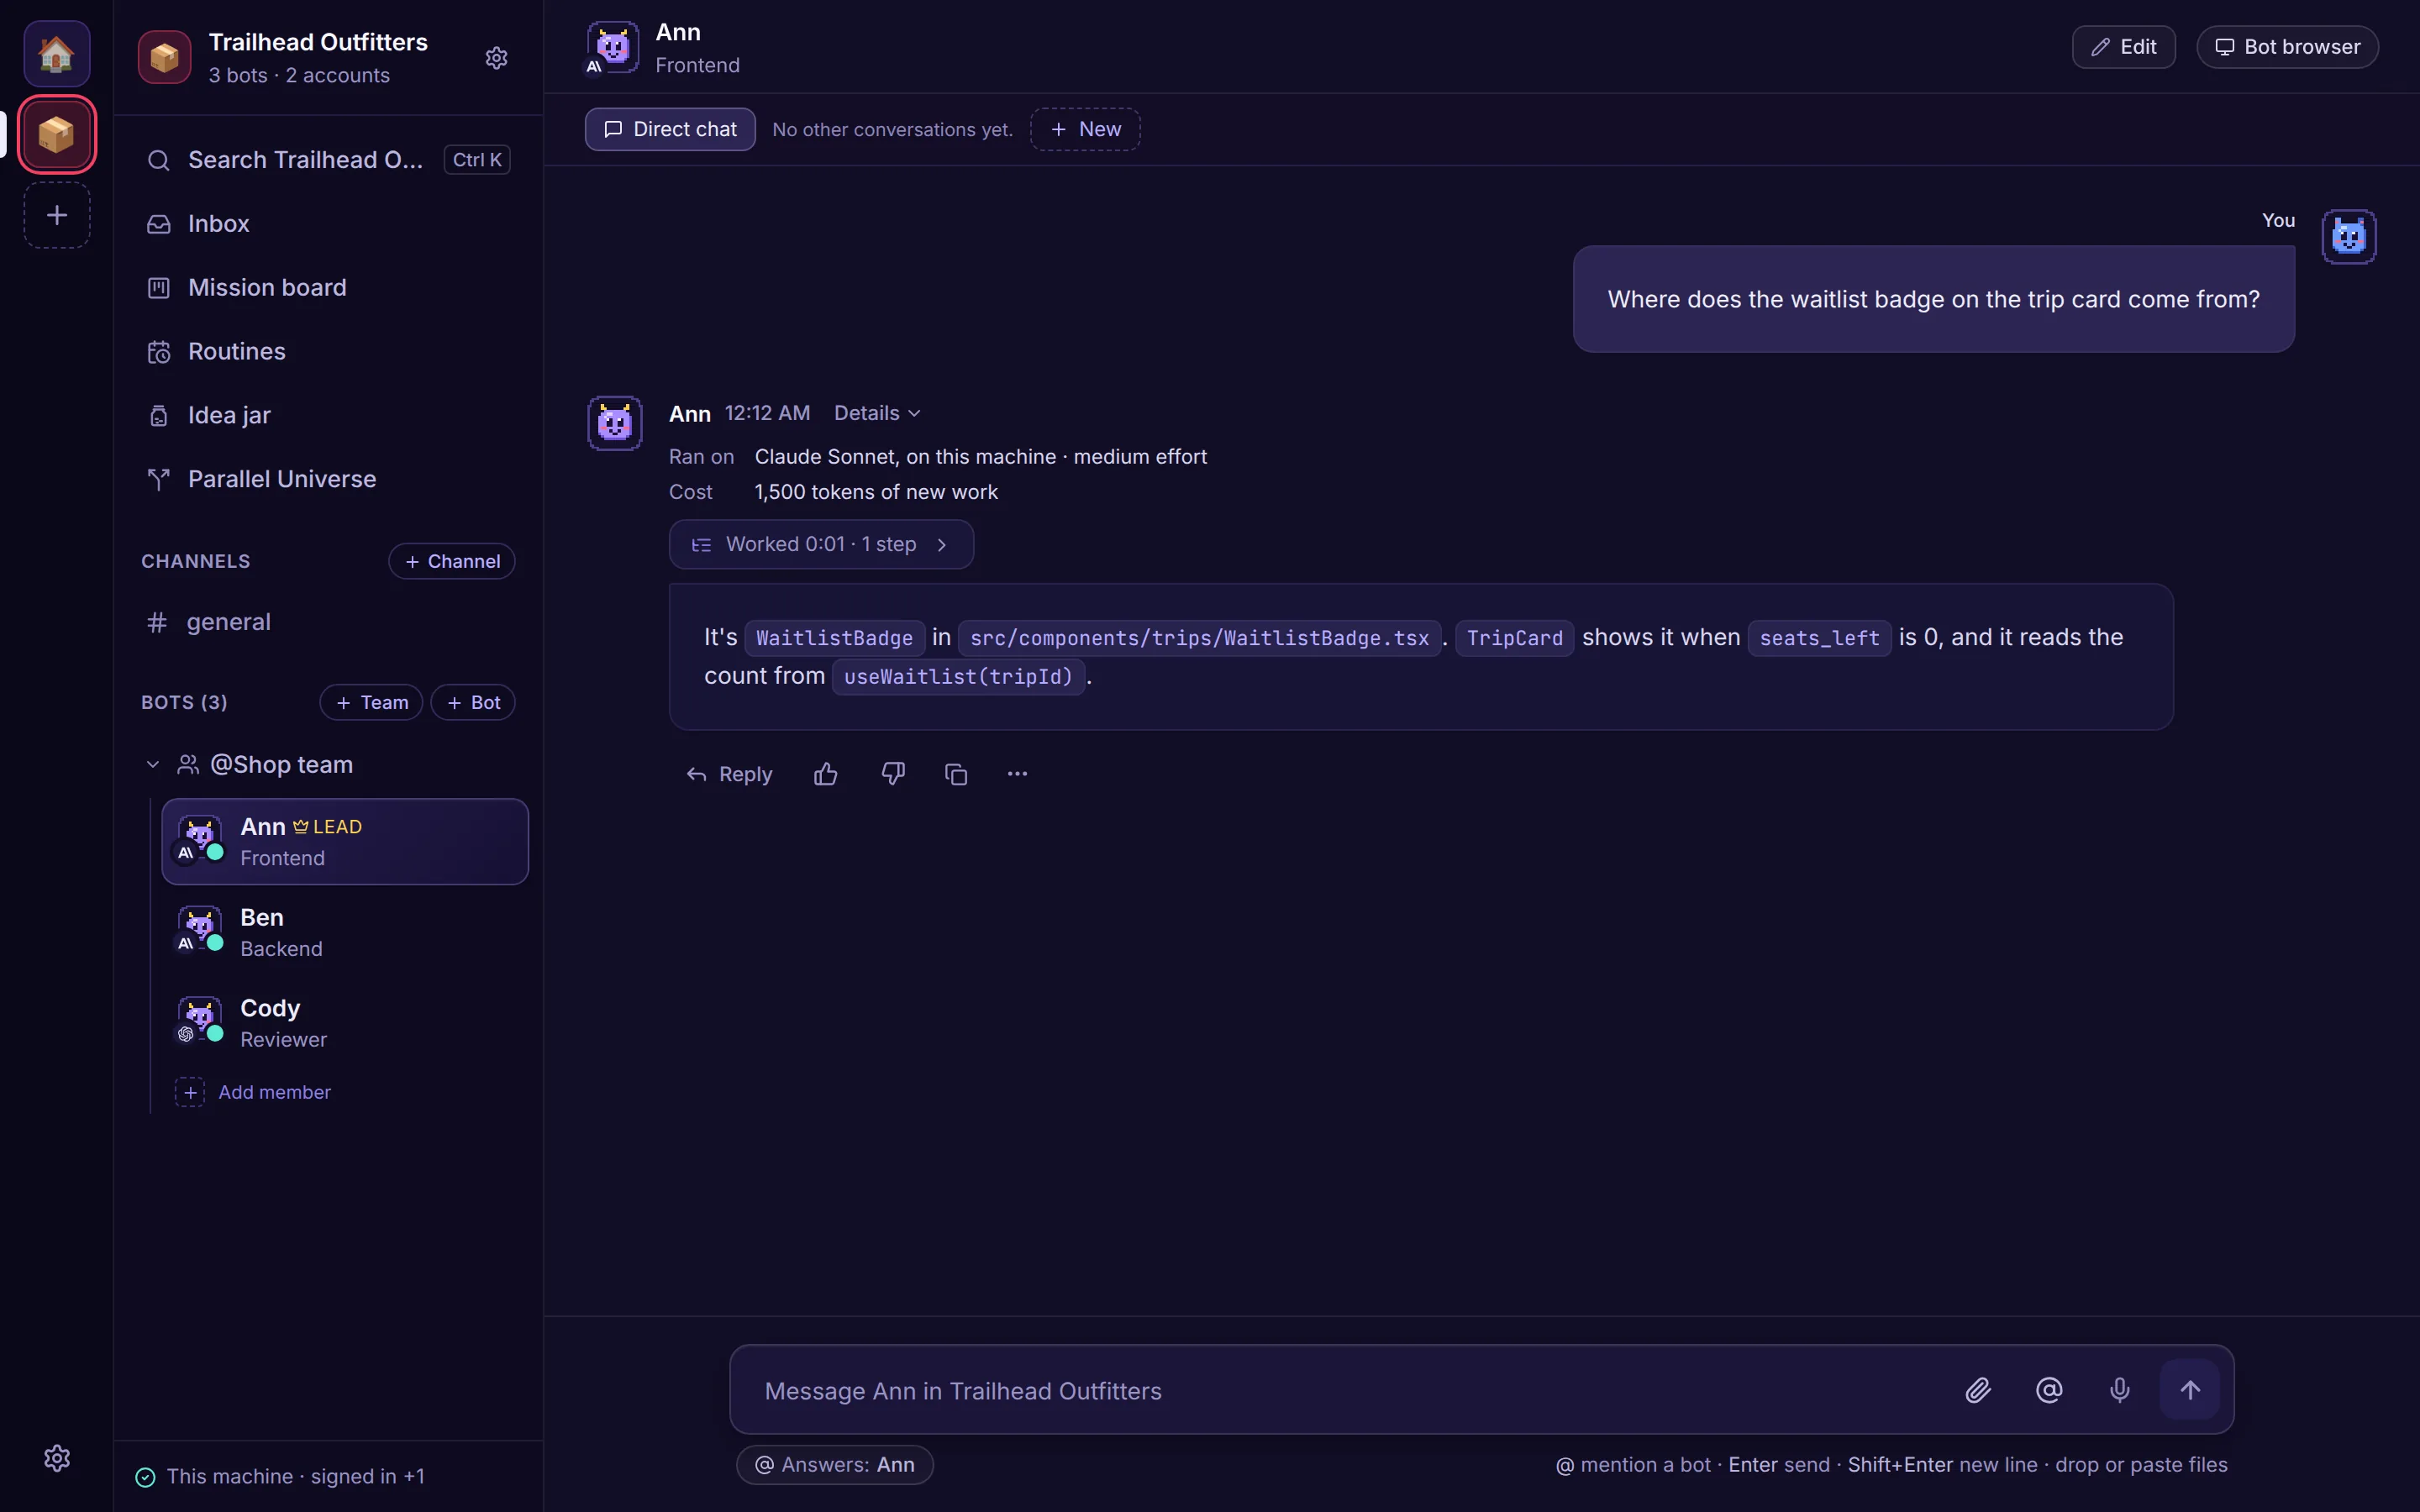 Trailhead Outfitters
3 bots · 2 accounts
Search Trailhead O... Ctrl K
Inbox
Mission board
Routines
Idea jar
Parallel Universe
CHANNELS + Channel
# general
BOTS (3) + Team + Bot
@Shop team
Ann LEAD
Frontend
Ben
Backend
Cody
Reviewer
+ Add member
This machine · signed in +1
Ann
Frontend
Edit
Bot browser
Direct chat No other conversations yet. + New
You
Where does the waitlist badge on the trip card come from?
Ann 12:12 AM Details
Ran on Claude Sonnet, on this machine · medium effort
Cost 1,500 tokens of new work
Worked 0:01 · 1 step
It's WaitlistBadge in src/components/trips/WaitlistBadge.tsx. TripCard shows it when seats_left is 0, and it reads the
count from useWaitlist(tripId).
Reply
Message Ann in Trailhead Outfitters
@ Answers: Ann
@ mention a bot · Enter send · Shift+Enter new line · drop or paste files